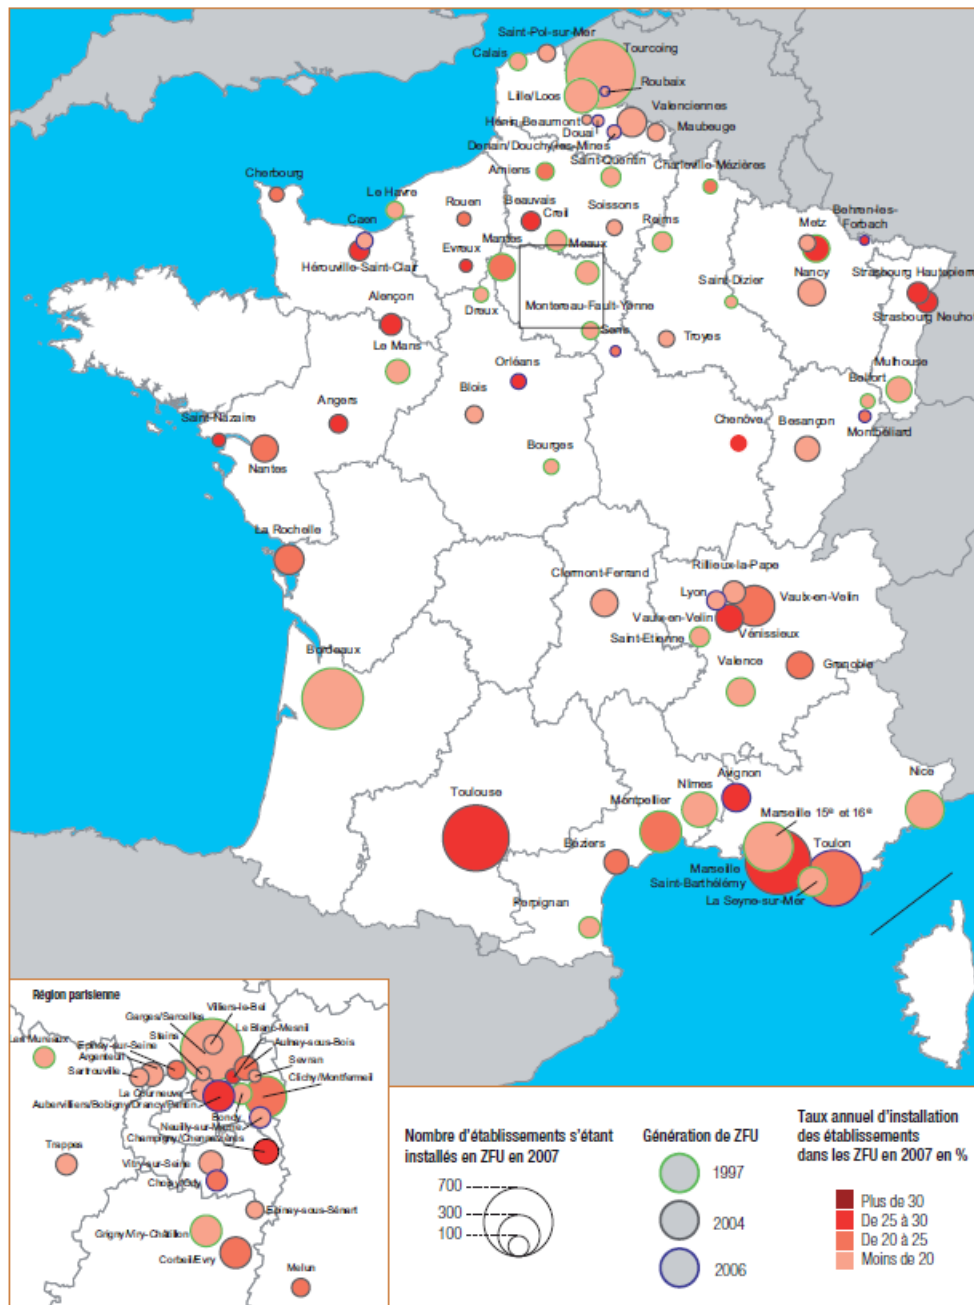 Saint-Pol-sur-Mer
Tourcoing
Calais
Roubaix
Lille/Loos
Valenciennes
Hénin-Beaumont
Douai
Maubeuge
Denain/Douchy-les-Mines
Saint-Quentin
Charleville-Mézières
Amiens
Cherbourg
Le Havre
Rouen
Beauvais
Creil
Soissons
Reims
Metz
Behren-les-
Forbach
Caen
Mantes
Meaux
Evreux
Hérouville-Saint-Clair
Nancy
Strasbourg Hautepierre
Saint-Dizier
Alençon
Dreux
Montereau-Fault-Yonne
Strasbourg Neuhof
Sens
Troyes
Le Mans
Orléans
Mulhouse
Belfort
Blois
Angers
Saint-Nazaire
Chenôve
Besançon
Montbéliard
Nantes
Bourges
La Rochelle
Clermont-Ferrand
Rillieux-la-Pape
Lyon
Vaulx-en-Velin
Vaulx-en-Velin
Vénissieux
Saint-Etienne
Bordeaux
Valence
Grenoble
Toulouse
Montpellier
Nîmes
Avignon
Nice
Marseille 15e et 16e
Béziers
Toulon
Marseille
Saint-Barthélémy
La Seyne-sur-Mer
Perpignan
Région parisienne
Villiers-le-Bel
Garges/Sarcelles
Le Blanc-Mesnil
Stains
Aulnay-sous-Bois
Les Mureaux
Epinay-sur-Seine
Argenteuil
Sevran
Sartrouville
Clichy/Montfermeil
La Courneuve
Aubervilliers/Bobigny/Drancy/Pantin
Bondy
Neuilly-sur-Marne
Champigny/Chennevières
Trappes
Vitry-sur-Seine
Choisy/Orly
Epinay-sous-Sénart
Grigny/Viry-Châtillon
Corbeil/Evry
Melun
Nombre d'établissements s'étant
installés en ZFU en 2007
700
300
100
Génération de ZFU
1997
2004
2006
Taux annuel d'installation
des établissements
dans les ZFU en 2007 en %
Plus de 30
De 25 à 30
De 20 à 25
Moins de 20